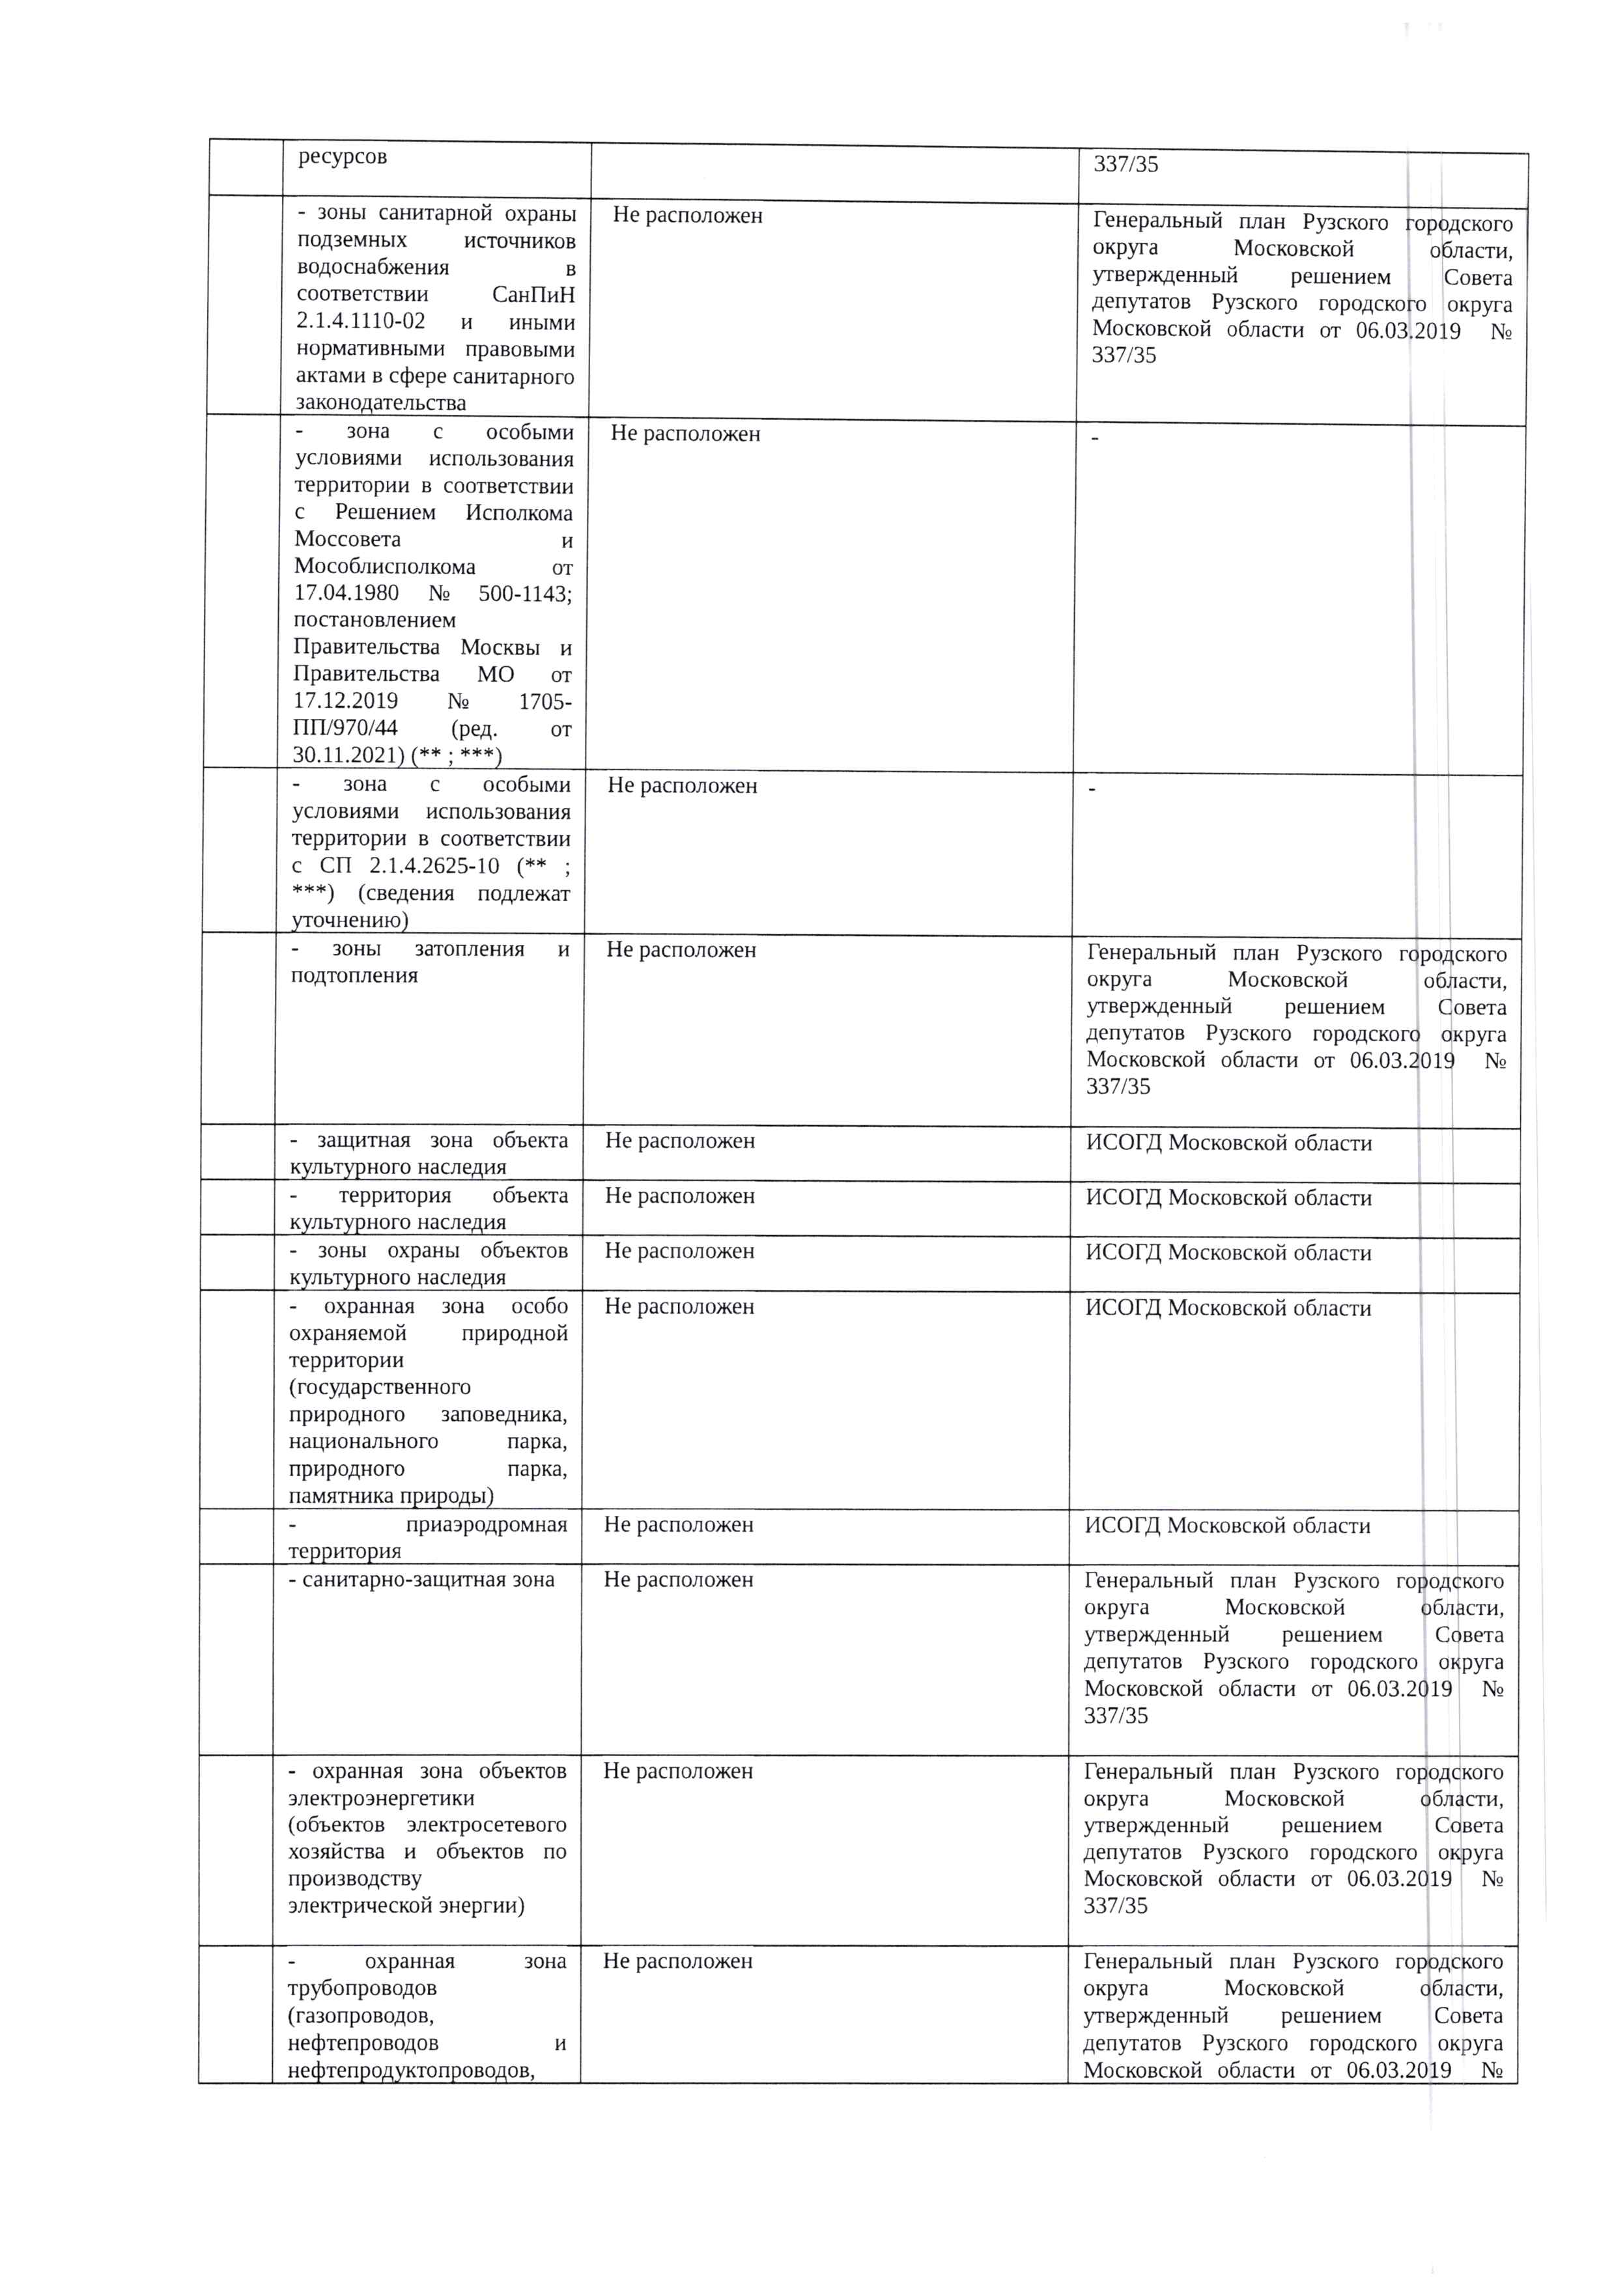 ресурсов
337/35
- зоны санитарной охраны
подземных источников
водоснабжения в
соответствии СанПиН
2.1.4.1110-02 и иными
нормативными правовыми
актами в сфере санитарного
законодательства
Не расположен
Генеральный план Рузского городского
округа Московской области,
утвержденный решением Совета
депутатов Рузского городского округа
Московской области от 06.03.2019 №
337/35
- зона с особыми
условиями использования
территории в соответствии
с Решением Исполкома
Моссовета и
Мособлисполкома от
17.04.1980 № 500-1143;
постановлением
Правительства Москвы и
Правительства МО от
17.12.2019 № 1705-
ПП/970/44 (ред. от
30.11.2021) (** ; ***)
Не расположен
-
- зона с особыми
условиями использования
территории в соответствии
с СП 2.1.4.2625-10 (** ;
***) (сведения подлежат
уточнению)
Не расположен
-
- зоны затопления и
подтопления
Не расположен
Генеральный план Рузского городского
округа Московской области,
утвержденный решением Совета
депутатов Рузского городского округа
Московской области от 06.03.2019 №
337/35
- защитная зона объекта
культурного наследия
Не расположен
ИСОГД Московской области
- территория объекта
культурного наследия
Не расположен
ИСОГД Московской области
- зоны охраны объектов
культурного наследия
Не расположен
ИСОГД Московской области
- охранная зона особо
охраняемой природной
территории
(государственного
природного заповедника,
национального парка,
природного парка,
памятника природы)
Не расположен
ИСОГД Московской области
- приаэродромная
территория
Не расположен
ИСОГД Московской области
- санитарно-защитная зона
Не расположен
Генеральный план Рузского городского
округа Московской области,
утвержденный решением Совета
депутатов Рузского городского округа
Московской области от 06.03.2019 №
337/35
- охранная зона объектов
электроэнергетики
(объектов электросетевого
хозяйства и объектов по
производству
электрической энергии)
Не расположен
Генеральный план Рузского городского
округа Московской области,
утвержденный решением Совета
депутатов Рузского городского округа
Московской области от 06.03.2019 №
337/35
- охранная зона
трубопроводов
(газопроводов,
нефтепроводов и
нефтепродуктопроводов,
Не расположен
Генеральный план Рузского городского
округа Московской области,
утвержденный решением Совета
депутатов Рузского городского округа
Московской области от 06.03.2019 №